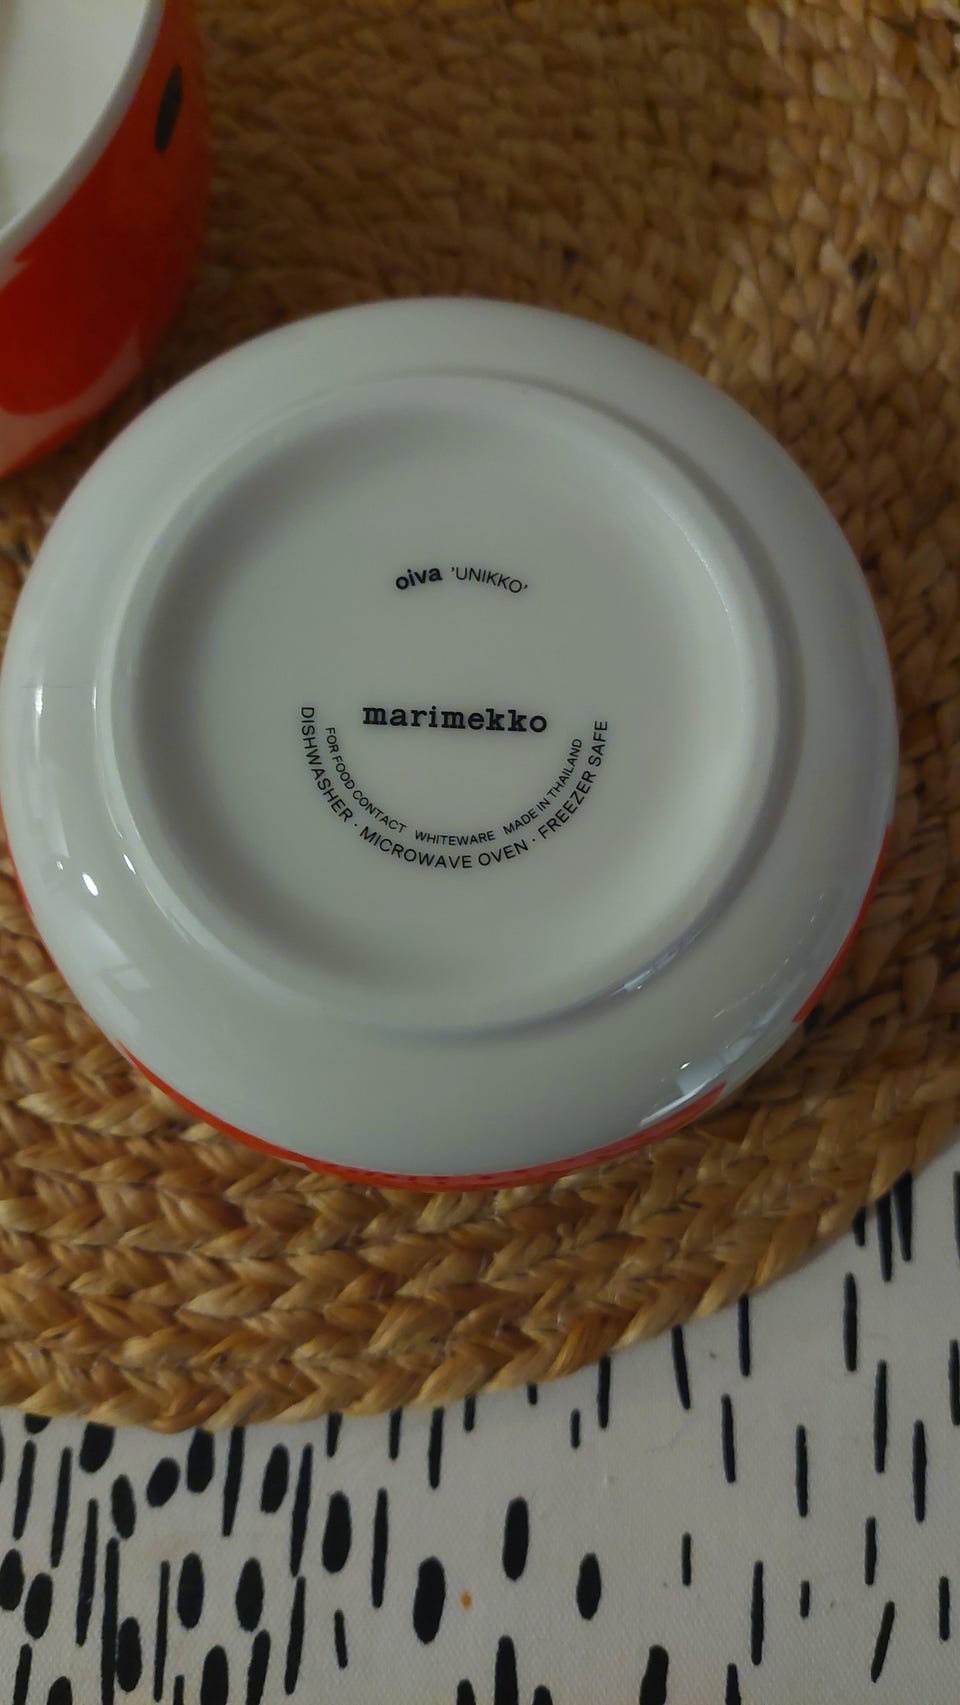 oiva 'UNIKKO'
marimekko
FOR FOOD CONTACT WHITEWARE MADE IN THAILAND
DISHWASHER · MICROWAVE OVEN · FREEZER SAFE